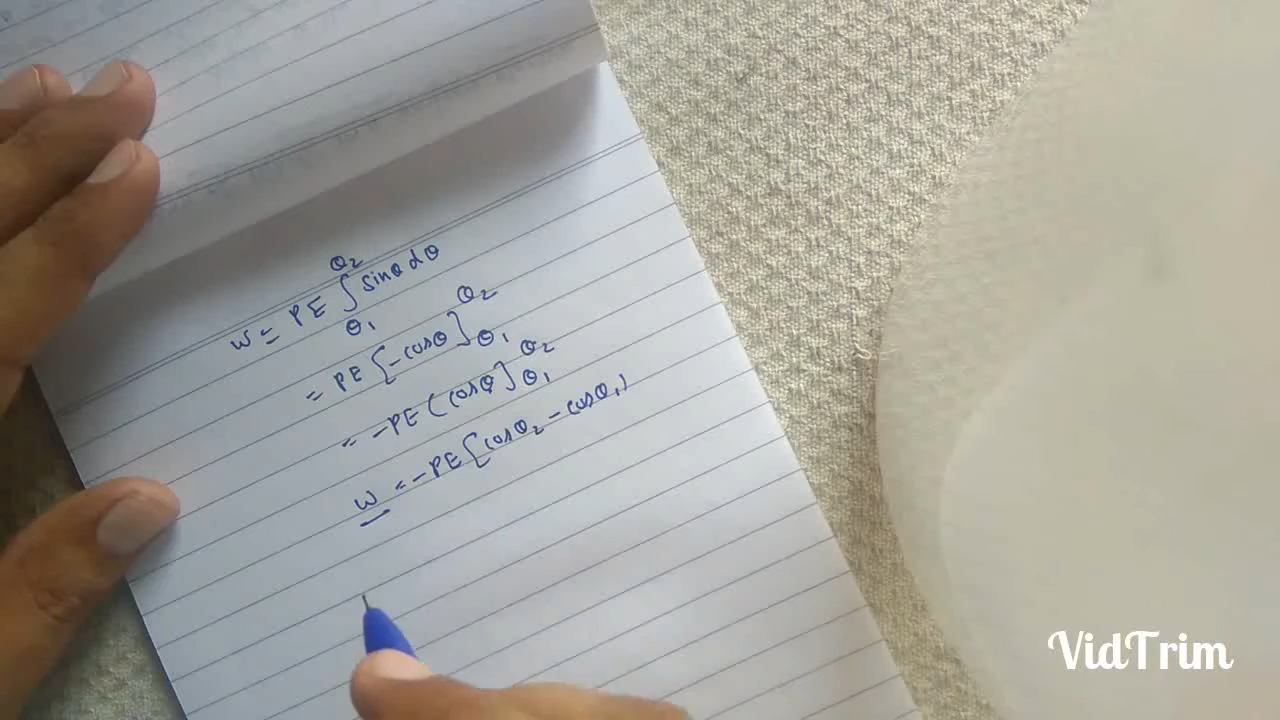 W = PE ∫ sinθ dθ θ₂ θ₁
= PE [-cosθ] θ₂ θ₁
= -PE (cosθ] θ₂ θ₁
W = -PE [cosθ₂ - cosθ₁)
VidTrim